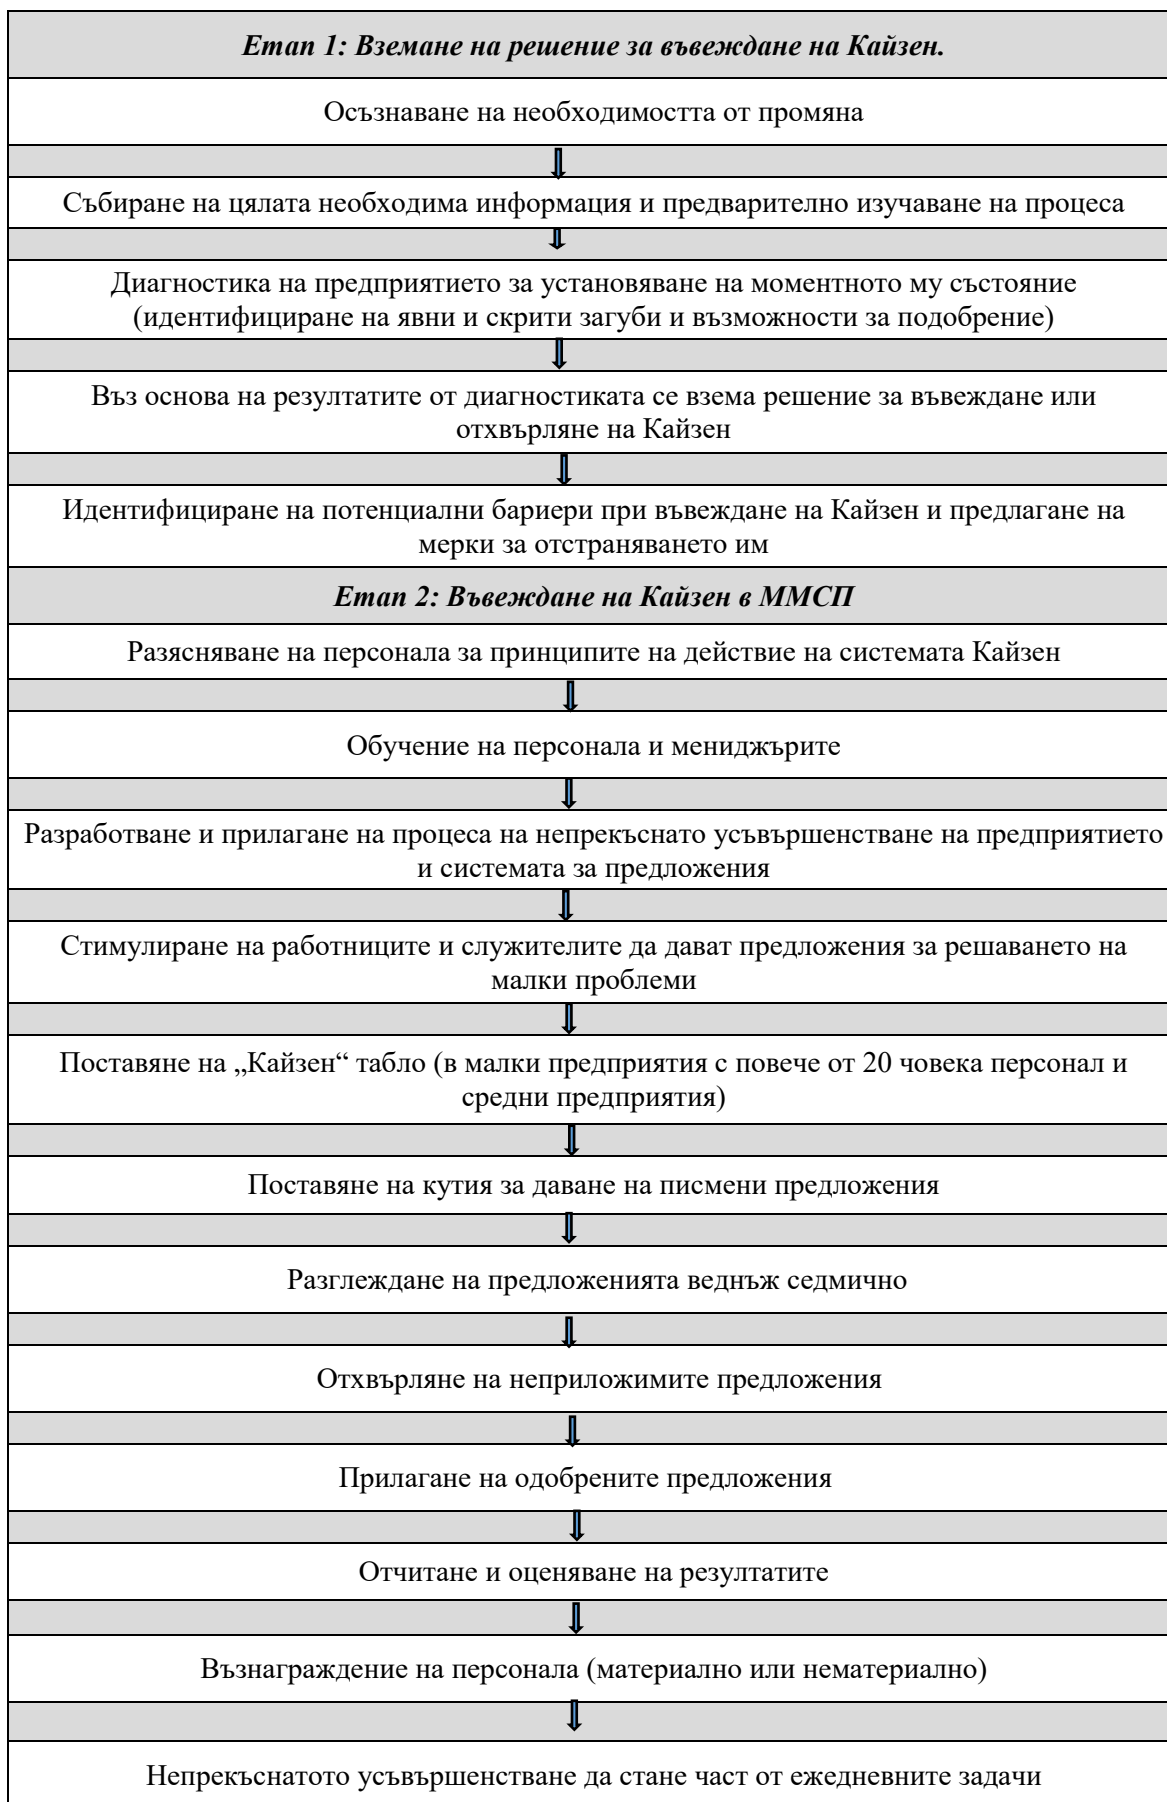 Етап 1: Вземане на решение за въвеждане на Кайзен.
Осъзнаване на необходимостта от промяна
Събиране на цялата необходима информация и предварително изучаване на процеса
Диагностика на предприятието за установяване на моментното му състояние
(идентифициране на явни и скрити загуби и възможности за подобрение)
Въз основа на резултатите от диагностиката се взема решение за въвеждане или
отхвърляне на Кайзен
Идентифициране на потенциални бариери при въвеждане на Кайзен и предлагане на
мерки за отстраняването им
Етап 2: Въвеждане на Кайзен в ММСП
Разясняване на персонала за принципите на действие на системата Кайзен
Обучение на персонала и мениджърите
Разработване и прилагане на процеса на непрекъснато усъвършенстване на предприятието
и системата за предложения
Стимулиране на работниците и служителите да дават предложения за решаването на
малки проблеми
Поставяне на „Кайзен“ табло (в малки предприятия с повече от 20 човека персонал и
средни предприятия)
Поставяне на кутия за даване на писмени предложения
Разглеждане на предложенията веднъж седмично
Отхвърляне на неприложимите предложения
Прилагане на одобрените предложения
Отчитане и оценяване на резултатите
Възнаграждение на персонала (материално или нематериално)
Непрекъснатото усъвършенстване да стане част от ежедневните задачи